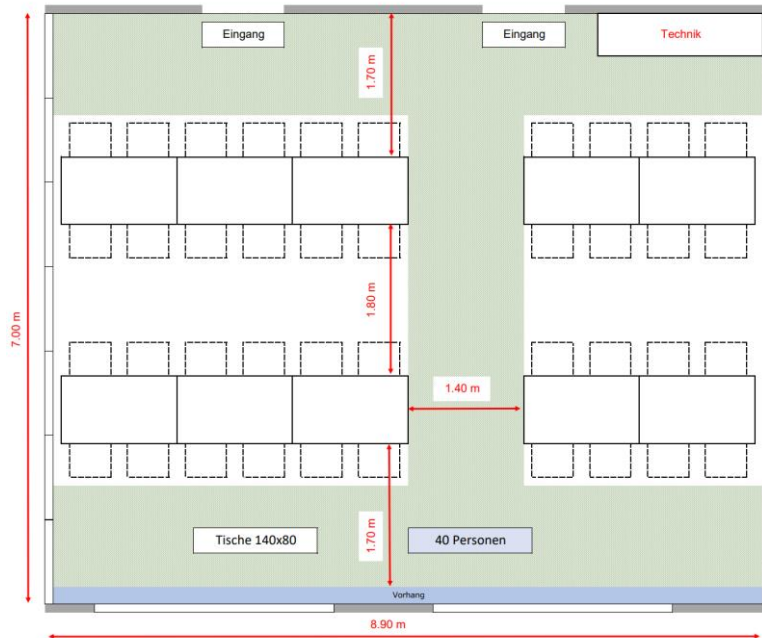 Eingang
Eingang
Technik
1.70 m
7.00 m
1.80 m
1.40 m
1.70 m
Tische 140x80
40 Personen
Vorhang
8.90 m